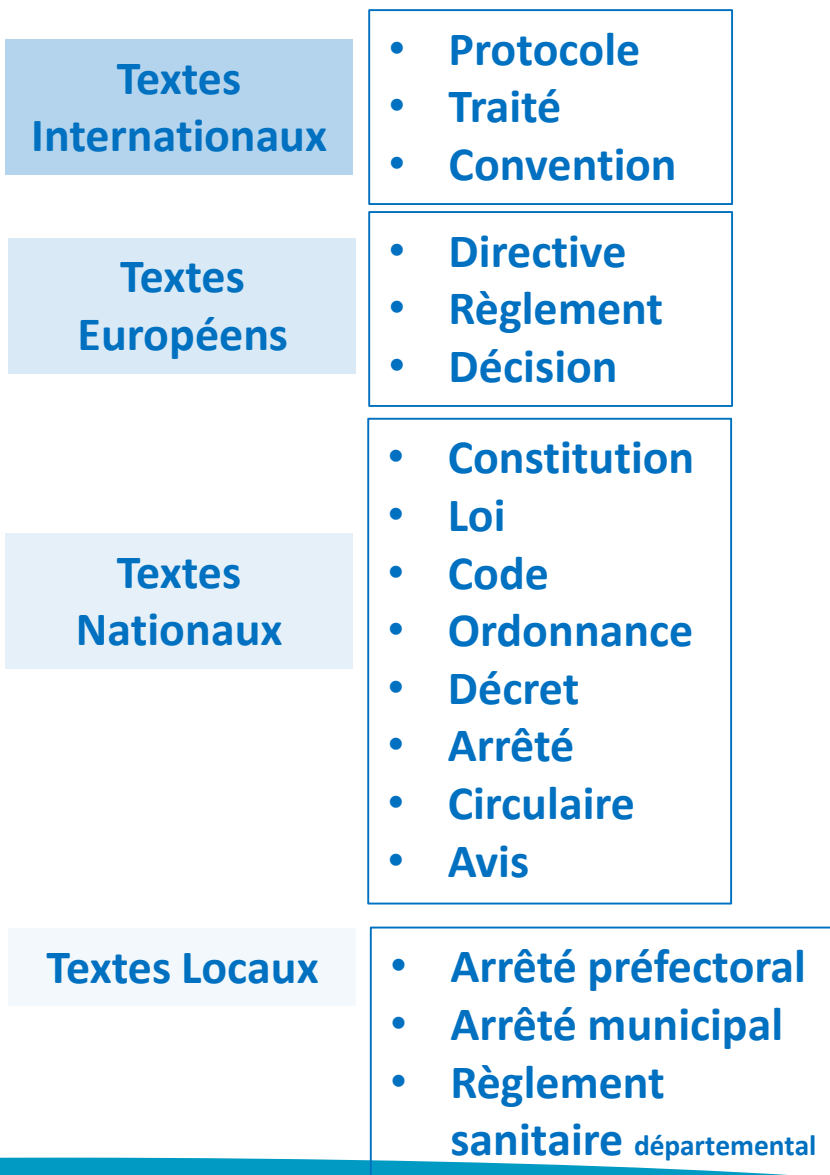 Textes
Internationaux
• Protocole
• Traité
• Convention
Textes
Européens
• Directive
• Règlement
• Décision
Textes
Nationaux
• Constitution
• Loi
• Code
• Ordonnance
• Décret
• Arrêté
• Circulaire
• Avis
Textes Locaux
• Arrêté préfectoral
• Arrêté municipal
• Règlement
sanitaire départemental